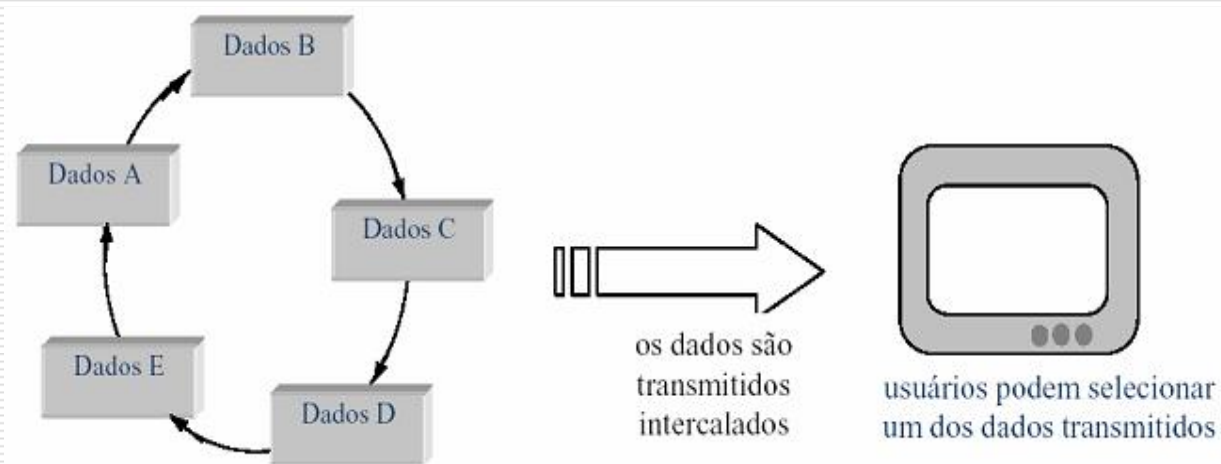 Dados B
Dados A
Dados C
Dados E
Dados D
os dados são
transmitidos
intercalados
usuários podem selecionar
um dos dados transmitidos